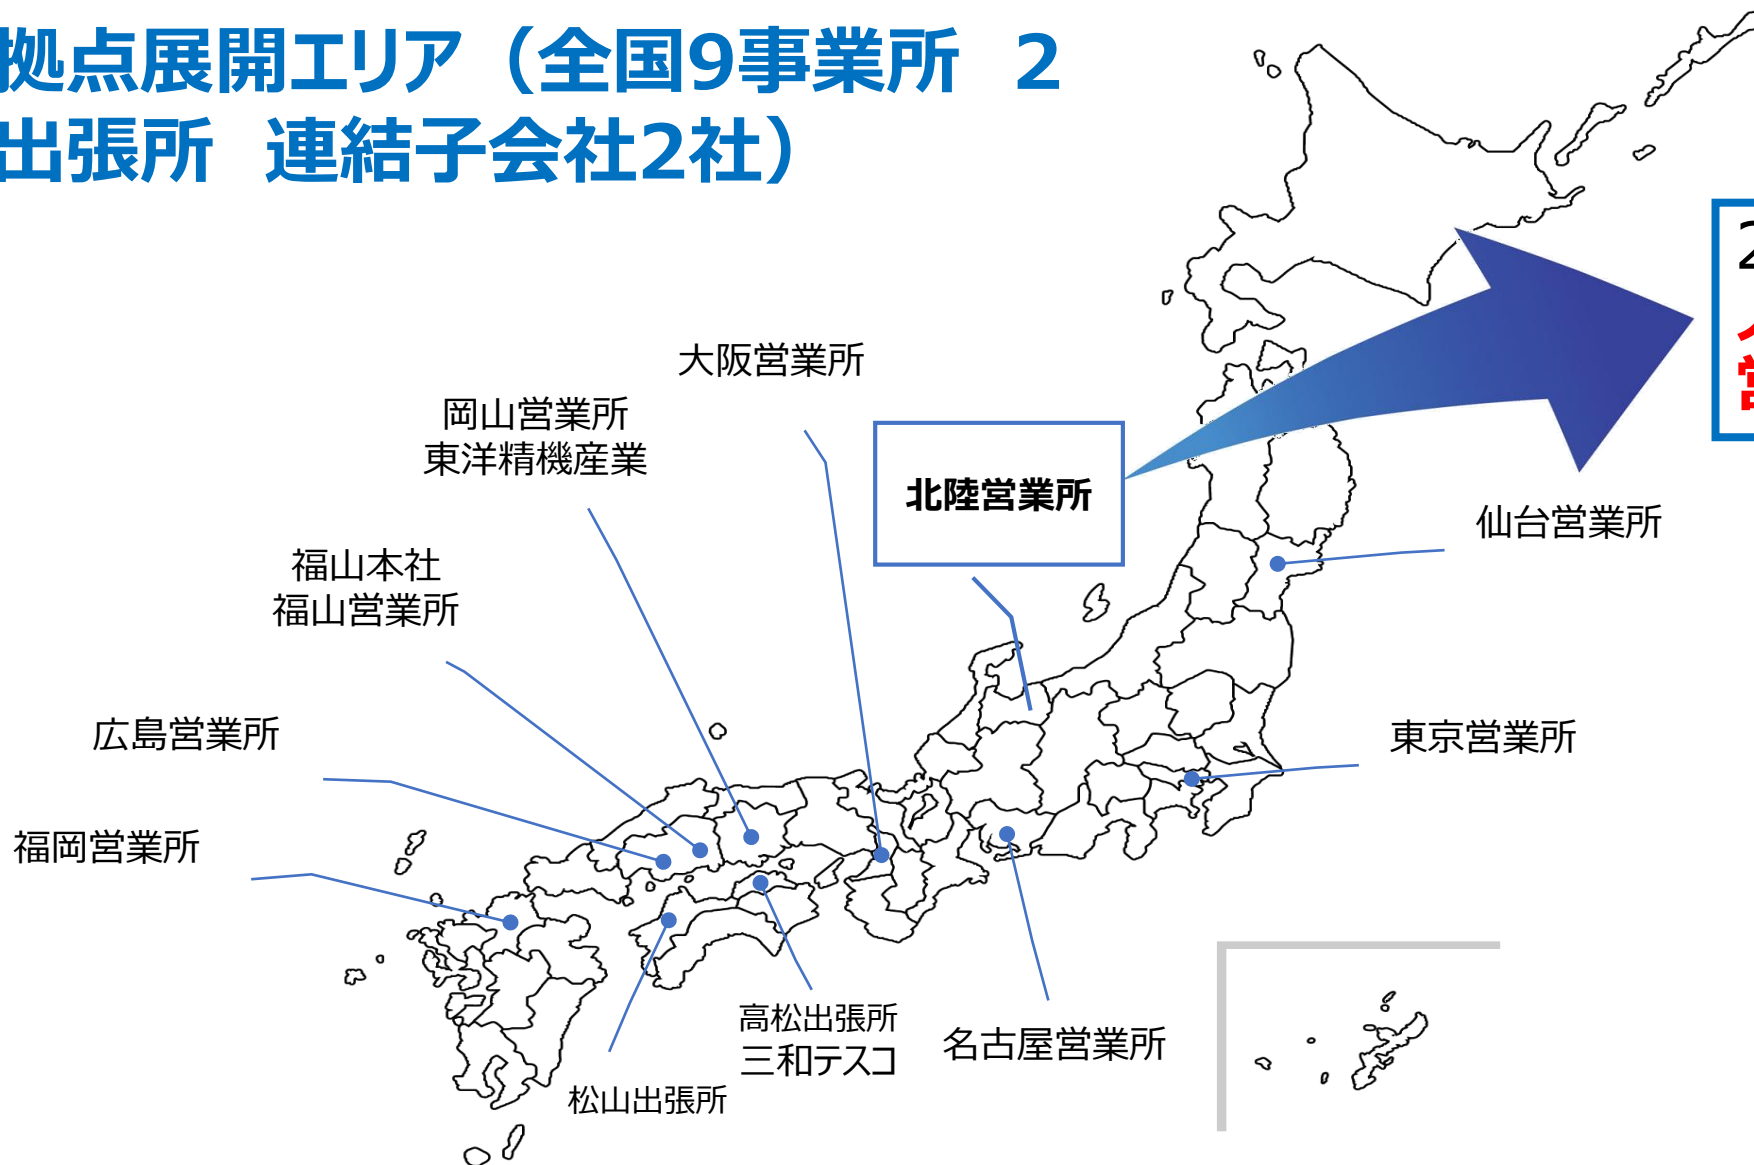 拠点展開エリア（全国9事業所　2
出張所　連結子会社2社）
大阪営業所
岡山営業所
東洋精機産業
北陸営業所
仙台営業所
福山本社
福山営業所
広島営業所
東京営業所
福岡営業所
高松出張所
三和テスコ
名古屋営業所
松山出張所
2
営